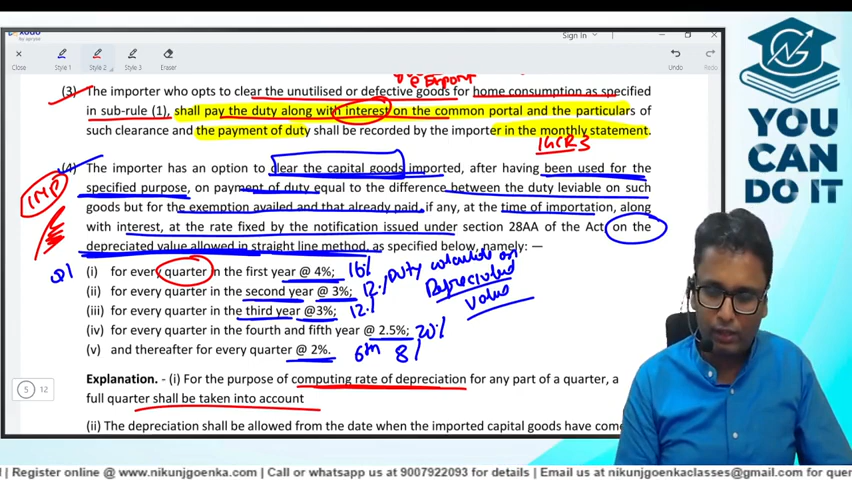 Sign In
Close
Style 1
Style 2
Style 3
Eraser
Undo
Redo
(3) The importer who opts to clear the unutilised or defective goods for home consumption as specified
in sub-rule (1), shall pay the duty along with interest on the common portal and the particulars of
such clearance and the payment of duty shall be recorded by the importer in the monthly statement.
IGCR3
(4) The importer has an option to clear the capital goods imported, after having been used for the
specified purpose, on payment of duty equal to the difference between the duty leviable on such
goods but for the exemption availed and that already paid, if any, at the time of importation, along
with interest, at the rate fixed by the notification issued under section 28AA of the Act, on the
depreciated value allowed in straight line method, as specified below, namely: —
IMP
Q1
(i) for every quarter in the first year @ 4%; 16%
(ii) for every quarter in the second year @ 3%; 12%
(iii) for every quarter in the third year @3%; 12%
(iv) for every quarter in the fourth and fifth year @ 2.5%; 20%
(v) and thereafter for every quarter @ 2%. 6th 8%
Duty calculated on
Depreciated
Value
Explanation. - (i) For the purpose of computing rate of depreciation for any part of a quarter, a
full quarter shall be taken into account
5 12
(ii) The depreciation shall be allowed from the date when the imported capital goods have come
NG
YOU
CAN
DO IT
| Register online @ www.nikunjgoenka.com | Call or whatsapp us at 9007922093 for details | Email us at nikunjgoenkaclasses@gmail.com for quer